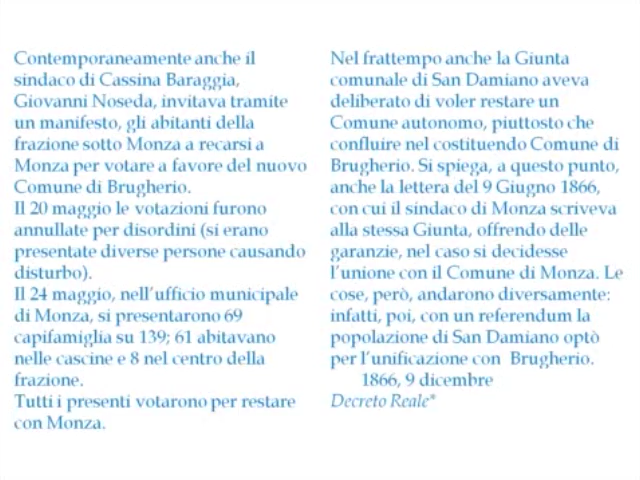 Contemporaneamente anche il
sindaco di Cassina Baraggia,
Giovanni Noseda, invitava tramite
un manifesto, gli abitanti della
frazione sotto Monza a recarsi a
Monza per votare a favore del nuovo
Comune di Brugherio.
Il 20 maggio le votazioni furono
annullate per disordini (si erano
presentate diverse persone causando
disturbo).
Il 24 maggio, nell'ufficio municipale
di Monza, si presentarono 69
capifamiglia su 139; 61 abitavano
nelle cascine e 8 nel centro della
frazione.
Tutti i presenti votarono per restare
con Monza.
Nel frattempo anche la Giunta
comunale di San Damiano aveva
deliberato di voler restare un
Comune autonomo, piuttosto che
confluire nel costituendo Comune di
Brugherio. Si spiega, a questo punto,
anche la lettera del 9 Giugno 1866,
con cui il sindaco di Monza scriveva
alla stessa Giunta, offrendo delle
garanzie, nel caso si decidesse
l'unione con il Comune di Monza. Le
cose, però, andarono diversamente:
infatti, poi, con un referendum la
popolazione di San Damiano optò
per l'unificazione con Brugherio.
1866, 9 dicembre
Decreto Reale*